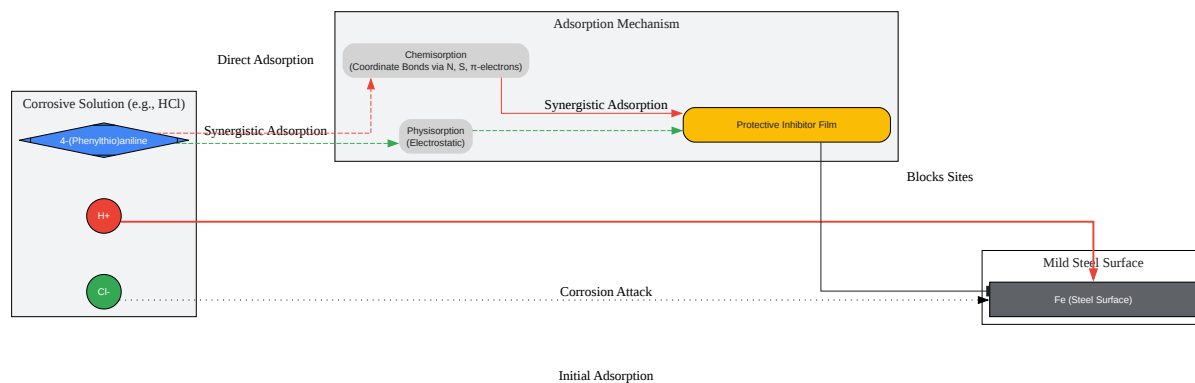 Adsorption Mechanism
Direct Adsorption
Chemisorption
(Coordinate Bonds via N, S, π-electrons)
Corrosive Solution (e.g., HCl)
Synergistic Adsorption
4-(Phenylthio)aniline
Synergistic Adsorption
Physisorption
(Electrostatic)
Protective Inhibitor Film
Blocks Sites
H+
Mild Steel Surface
Cl-
Corrosion Attack
Fe (Steel Surface)
Initial Adsorption